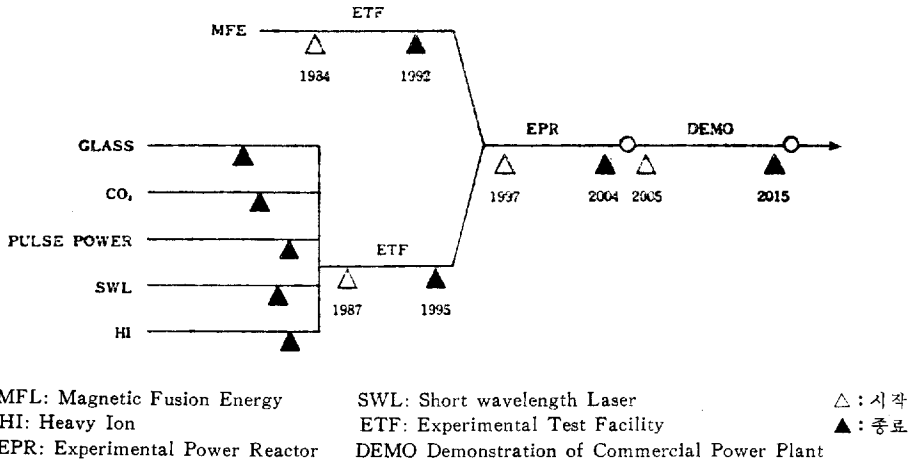 ETF
MFE
1984
1992
GLASS
EPR
DEMO
CO₂
1997
2004
2005
2015
PULSE POWER
ETF
SWL
1987
1995
HI
MFL: Magnetic Fusion Energy
SWL: Short wavelength Laser
△ : 시작
HI: Heavy Ion
ETF: Experimental Test Facility
▲ : 종료
EPR: Experimental Power Reactor
DEMO Demonstration of Commercial Power Plant